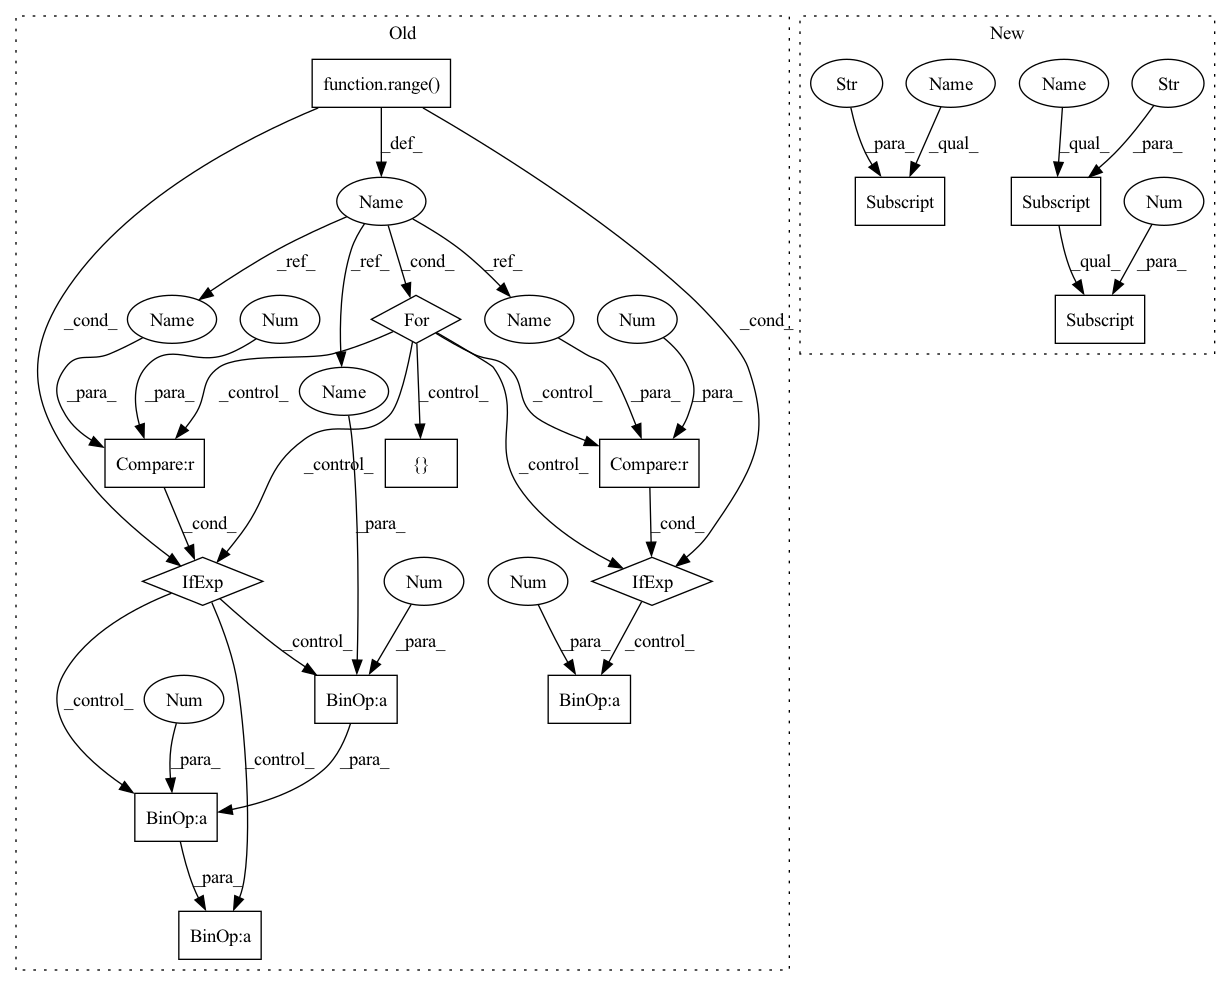 Old
New
function.range()
Str
Name
Name
Str
_def_
_para_
_qual_
_qual_
_para_
Name
Subscript
Subscript
Num
_ref_
_ref_
_cond_
_ref_
_qual_
_para_
_cond_
Name
Num
For
Name
Num
_cond_
Subscript
Name
_para_
_para_
_control_
_control_
_control_
_para_
_para_
Compare:r
{}
Compare:r
_control_
_control_
_cond_
_para_
_cond_
IfExp
Num
Num
IfExp
_control_
_para_
_para_
_control_
_control_
Num
BinOp:a
BinOp:a
_para_
_control_
_para_
BinOp:a
_para_
BinOp:a